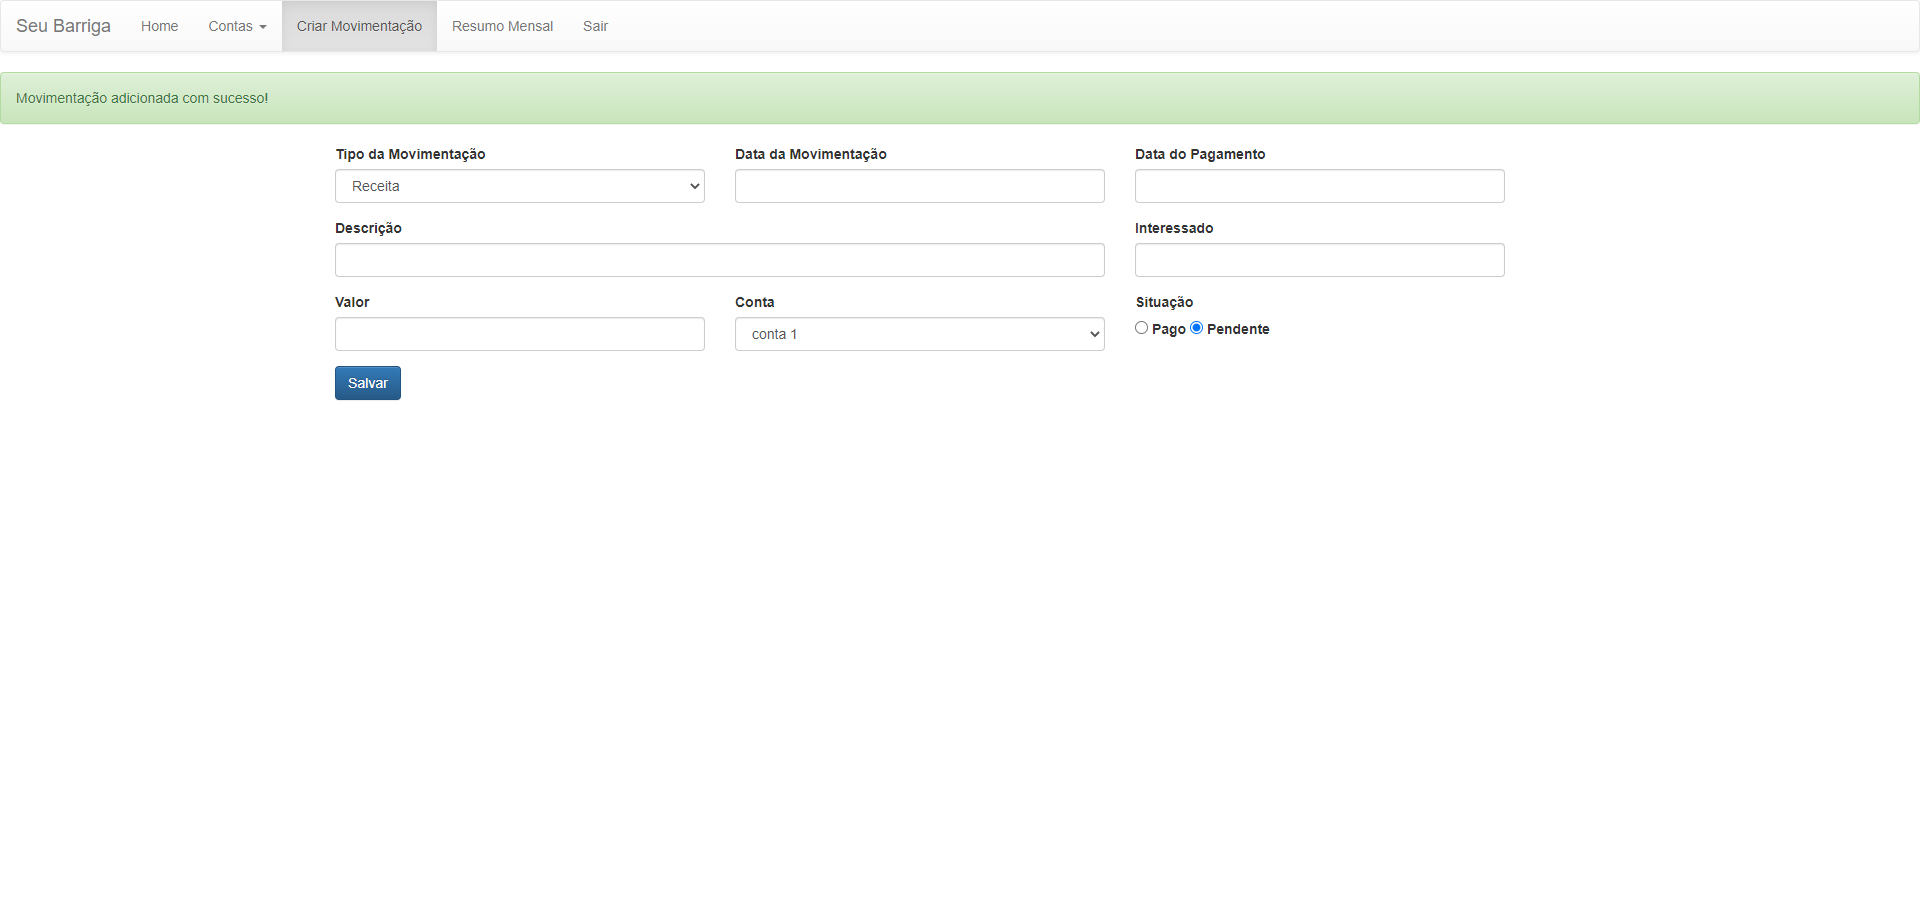 Seu Barriga Home Contas Criar Movimentação Resumo Mensal Sair
Movimentação adicionada com sucesso!
Tipo da Movimentação Data da Movimentação Data do Pagamento
Receita
Descrição Interessado
Valor Conta Situação
conta 1 Pago Pendente
Salvar